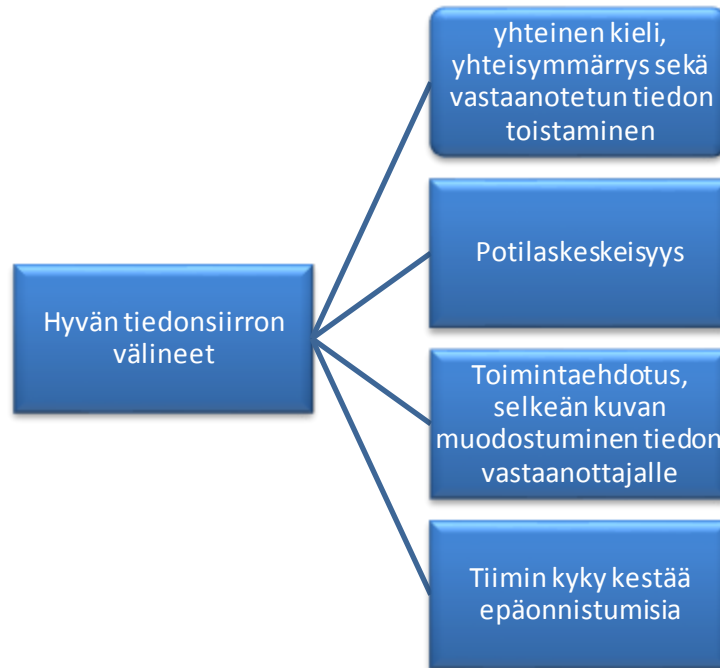 yhteinen kieli,
yhteisymmärrys sekä
vastaanotetun tiedon
toistaminen
Potilaskeskeisyys
Hyvän tiedonsiirron
välineet
Toimintaehdotus,
selkeän kuvan
muodostuminen tiedon
vastaanottajalle
Tiimin kyky kestää
epäonnistumisia